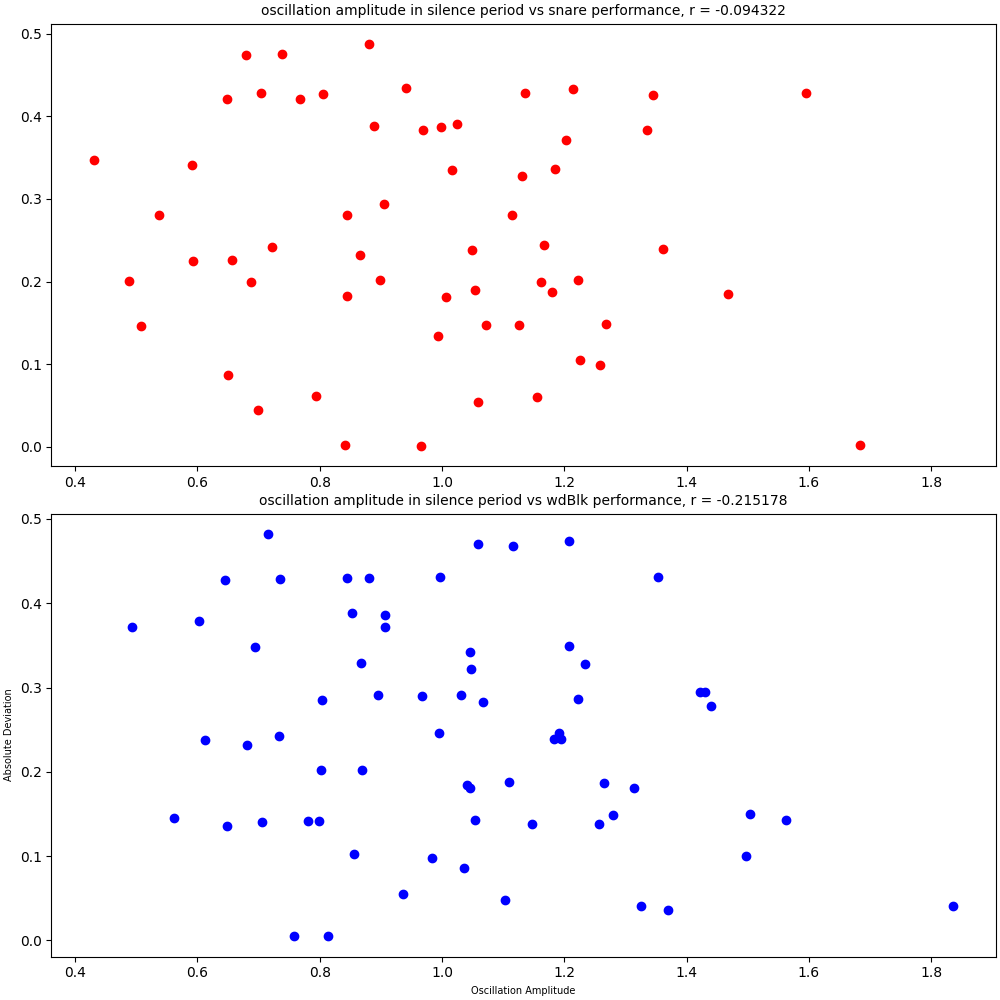 oscillation amplitude in silence period vs snare performance, r = -0.094322
0.5
0.4
0.3
0.2
0.1
0.0
0.4 0.6 0.8 1.0 1.2 1.4 1.6 1.8
oscillation amplitude in silence period vs wdBlk performance, r = -0.215178
0.5
0.4
0.3
0.2
0.1
0.0
Absolute Deviation
0.4 0.6 0.8 1.0 1.2 1.4 1.6 1.8
Oscillation Amplitude